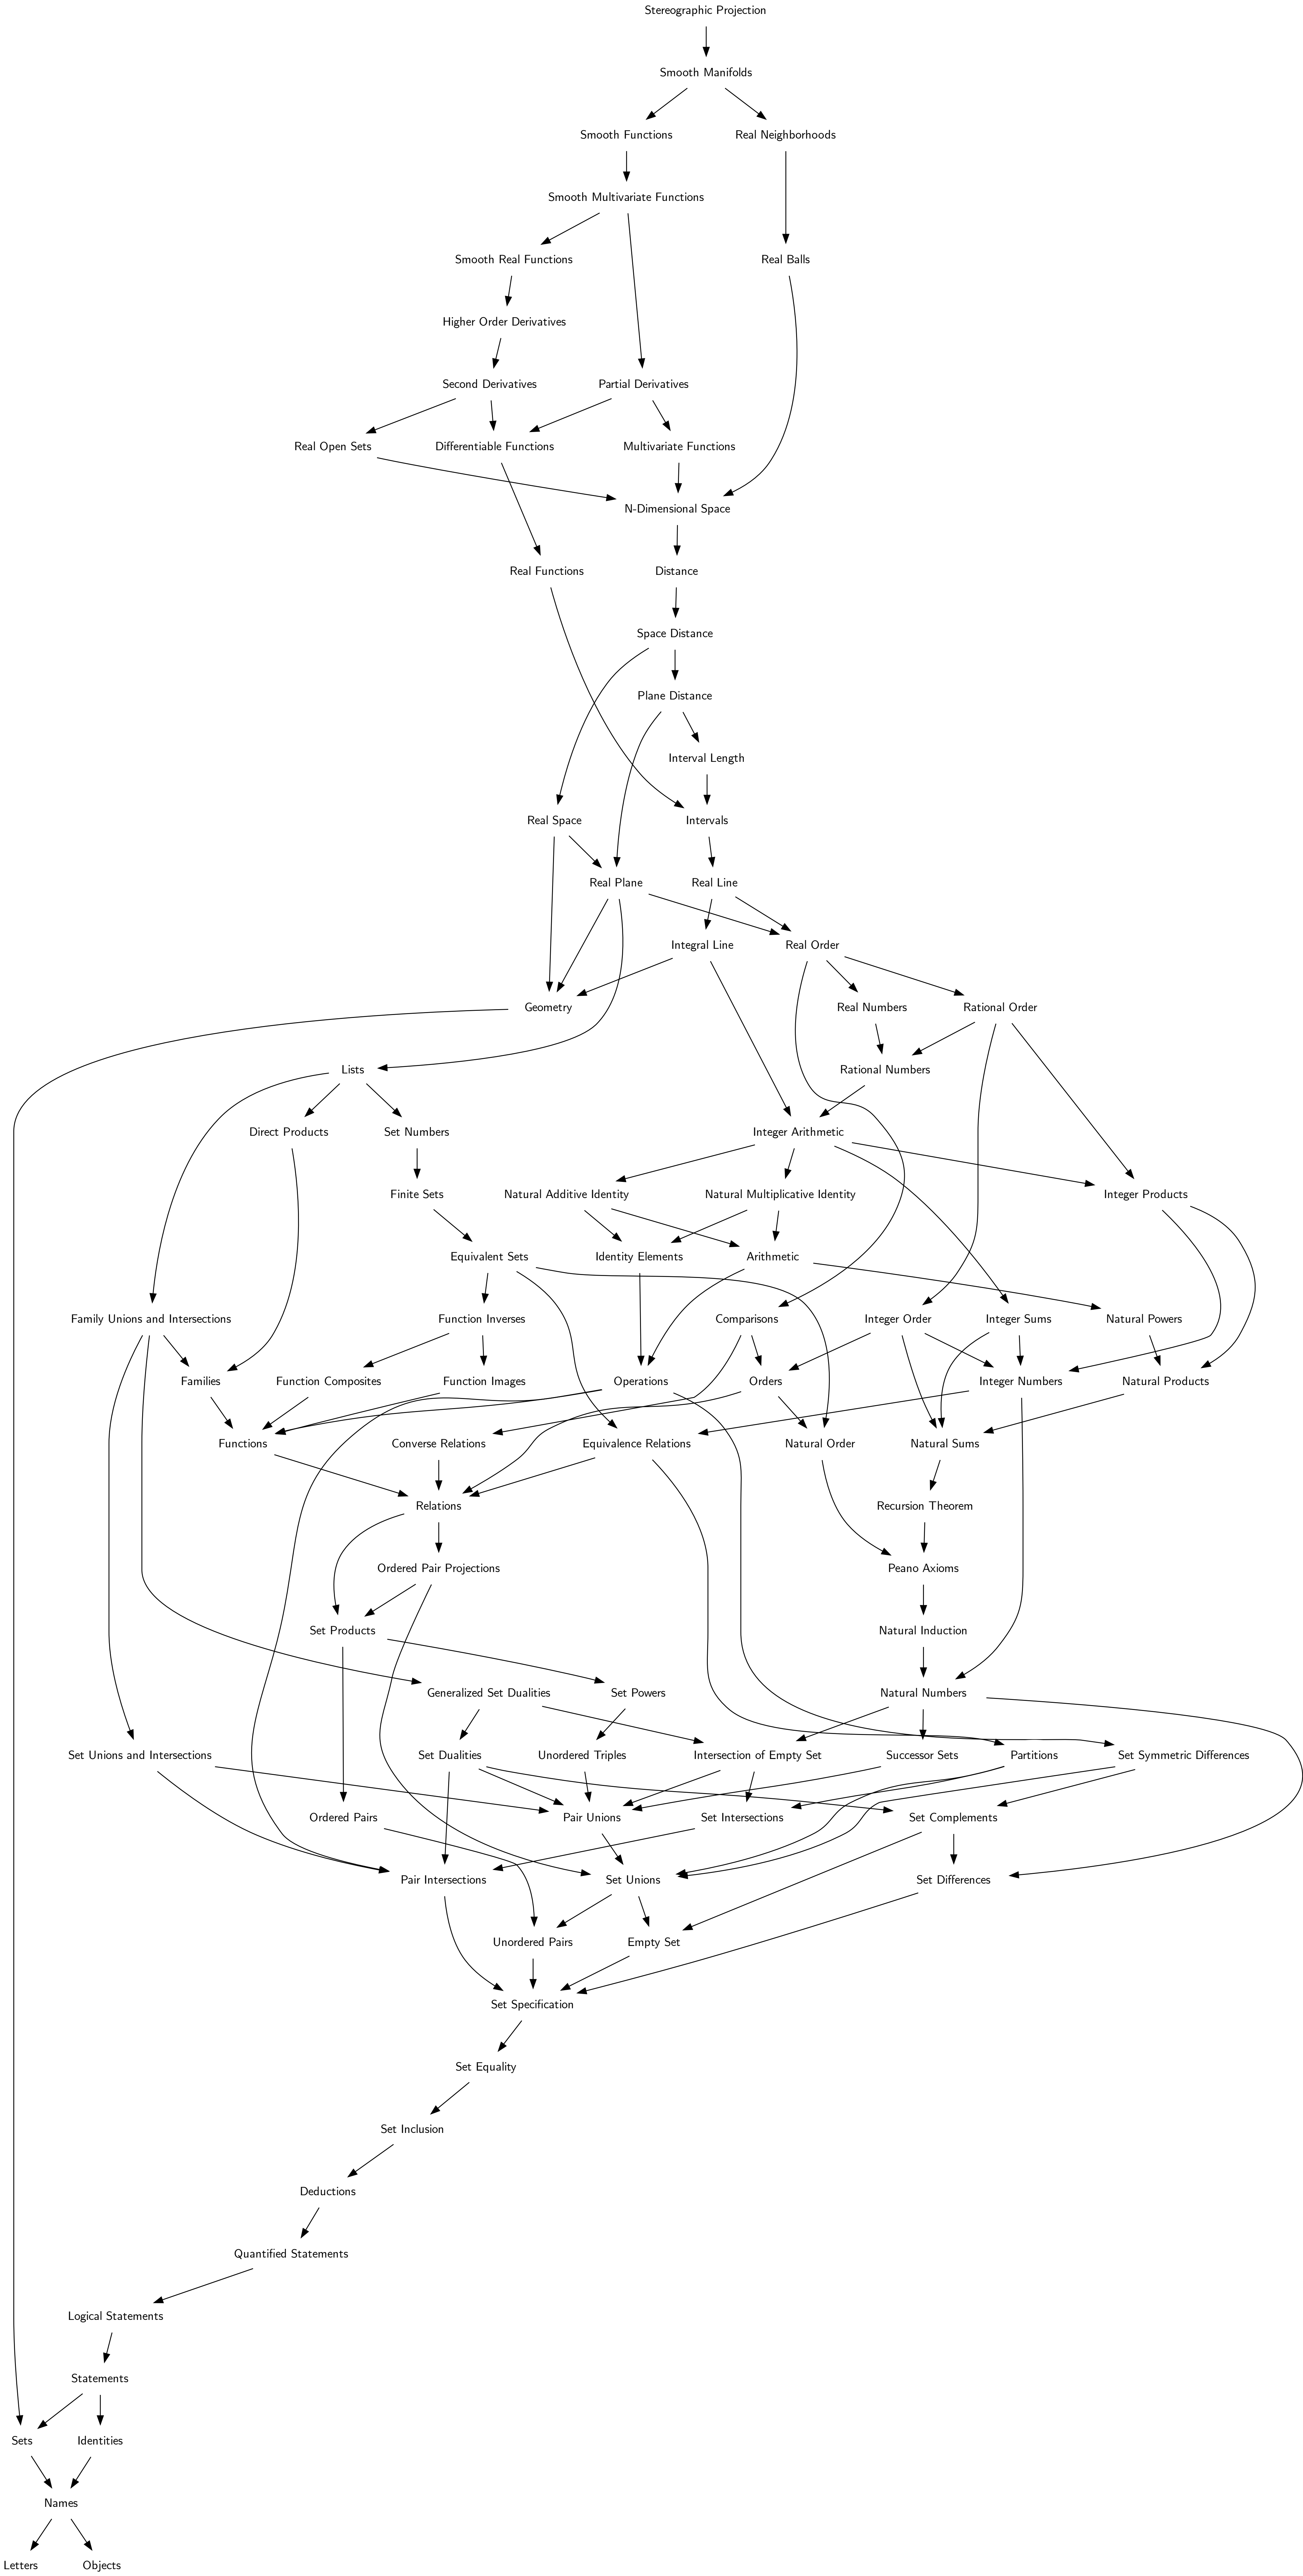 Stereographic Projection
Smooth Manifolds
Smooth Functions
Real Neighborhoods
Smooth Multivariate Functions
Smooth Real Functions
Real Balls
Higher Order Derivatives
Second Derivatives
Partial Derivatives
Real Open Sets
Differentiable Functions
Multivariate Functions
N-Dimensional Space
Real Functions
Distance
Space Distance
Plane Distance
Interval Length
Real Space
Intervals
Real Plane
Real Line
Integral Line
Real Order
Geometry
Real Numbers
Rational Order
Lists
Rational Numbers
Direct Products
Set Numbers
Integer Arithmetic
Finite Sets
Natural Additive Identity
Natural Multiplicative Identity
Integer Products
Equivalent Sets
Identity Elements
Arithmetic
Family Unions and Intersections
Function Inverses
Comparisons
Integer Order
Integer Sums
Natural Powers
Families
Function Composites
Function Images
Operations
Orders
Integer Numbers
Natural Products
Functions
Converse Relations
Equivalence Relations
Natural Order
Natural Sums
Relations
Recursion Theorem
Ordered Pair Projections
Peano Axioms
Set Products
Natural Induction
Generalized Set Dualities
Set Powers
Natural Numbers
Set Unions and Intersections
Set Dualities
Unordered Triples
Intersection of Empty Set
Successor Sets
Partitions
Set Symmetric Differences
Ordered Pairs
Pair Unions
Set Intersections
Set Complements
Pair Intersections
Set Unions
Set Differences
Unordered Pairs
Empty Set
Set Specification
Set Equality
Set Inclusion
Deductions
Quantified Statements
Logical Statements
Statements
Sets
Identities
Names
Letters
Objects